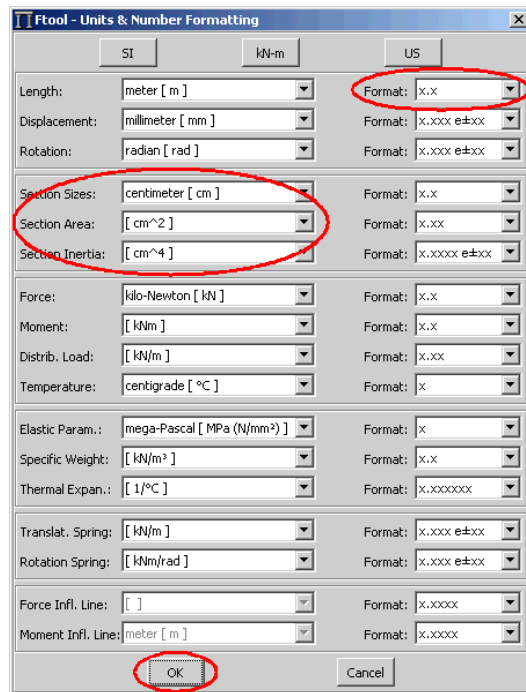 Ftool - Units & Number Formatting
SI kN-m US
Length: meter [ m ] Format: x.x
Displacement: millimeter [ mm ] Format: x.xxx e±xx
Rotation: radian [ rad ] Format: x.xxx e±xx
Section Sizes: centimeter [ cm ] Format: x.x
Section Area: [ cm^2 ] Format: x.xx
Section Inertia: [ cm^4 ] Format: x.xxxx e±xx
Force: kilo-Newton [ kN ] Format: x.x
Moment: [ kNm ] Format: x.x
Distrib. Load: [ kN/m ] Format: x.xx
Temperature: centigrade [ °C ] Format: x
Elastic Param.: mega-Pascal [ MPa (N/mm²) ] Format: x
Specific Weight: [ kN/m³ ] Format: x.x
Thermal Expan.: [ 1/°C ] Format: x.xxxxxx
Translat. Spring: [ kN/m ] Format: x.xxx e±xx
Rotation Spring: [ kNm/rad ] Format: x.xxx e±xx
Force Infl. Line: [ ] Format: x.xxxx
Moment Infl. Line: meter [ m ] Format: x.xxxx
OK Cancel